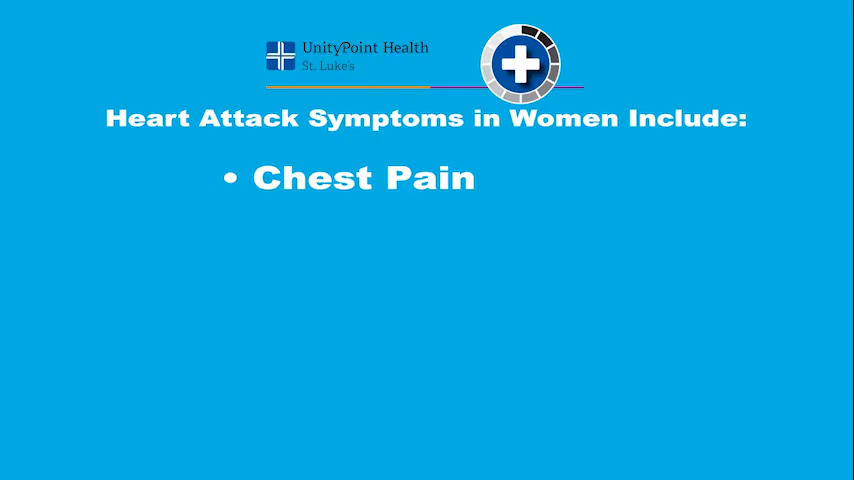 UnityPoint Health
St. Luke's
Heart Attack Symptoms in Women Include:
• Chest Pain